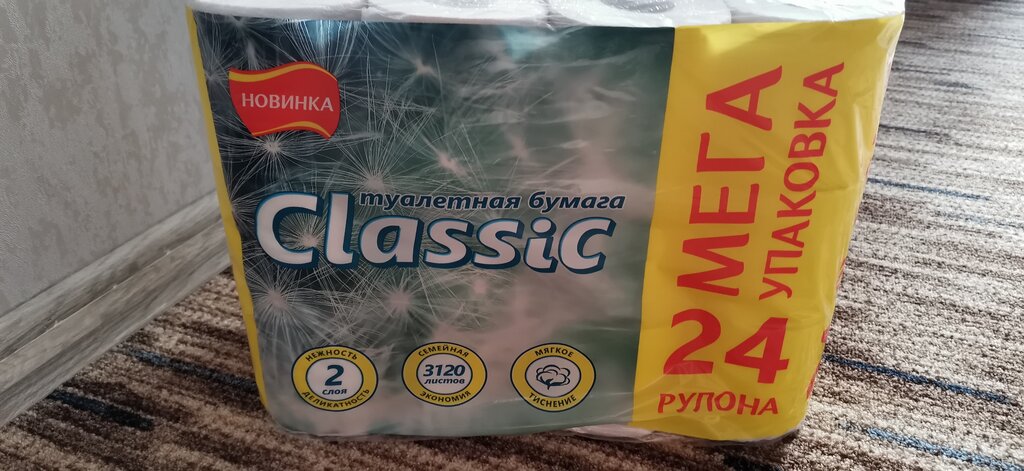 НОВИНКА
туалетная бумага
Classic
НЕЖНОСТЬ
2
слоя
ДЕЛИКАТНОСТЬ
СЕМЕЙНАЯ
3120
листов
ЭКОНОМИЯ
МЯГКОЕ
ТИСНЕНИЕ
МЕГА
УПАКОВКА
24
РУЛОНА